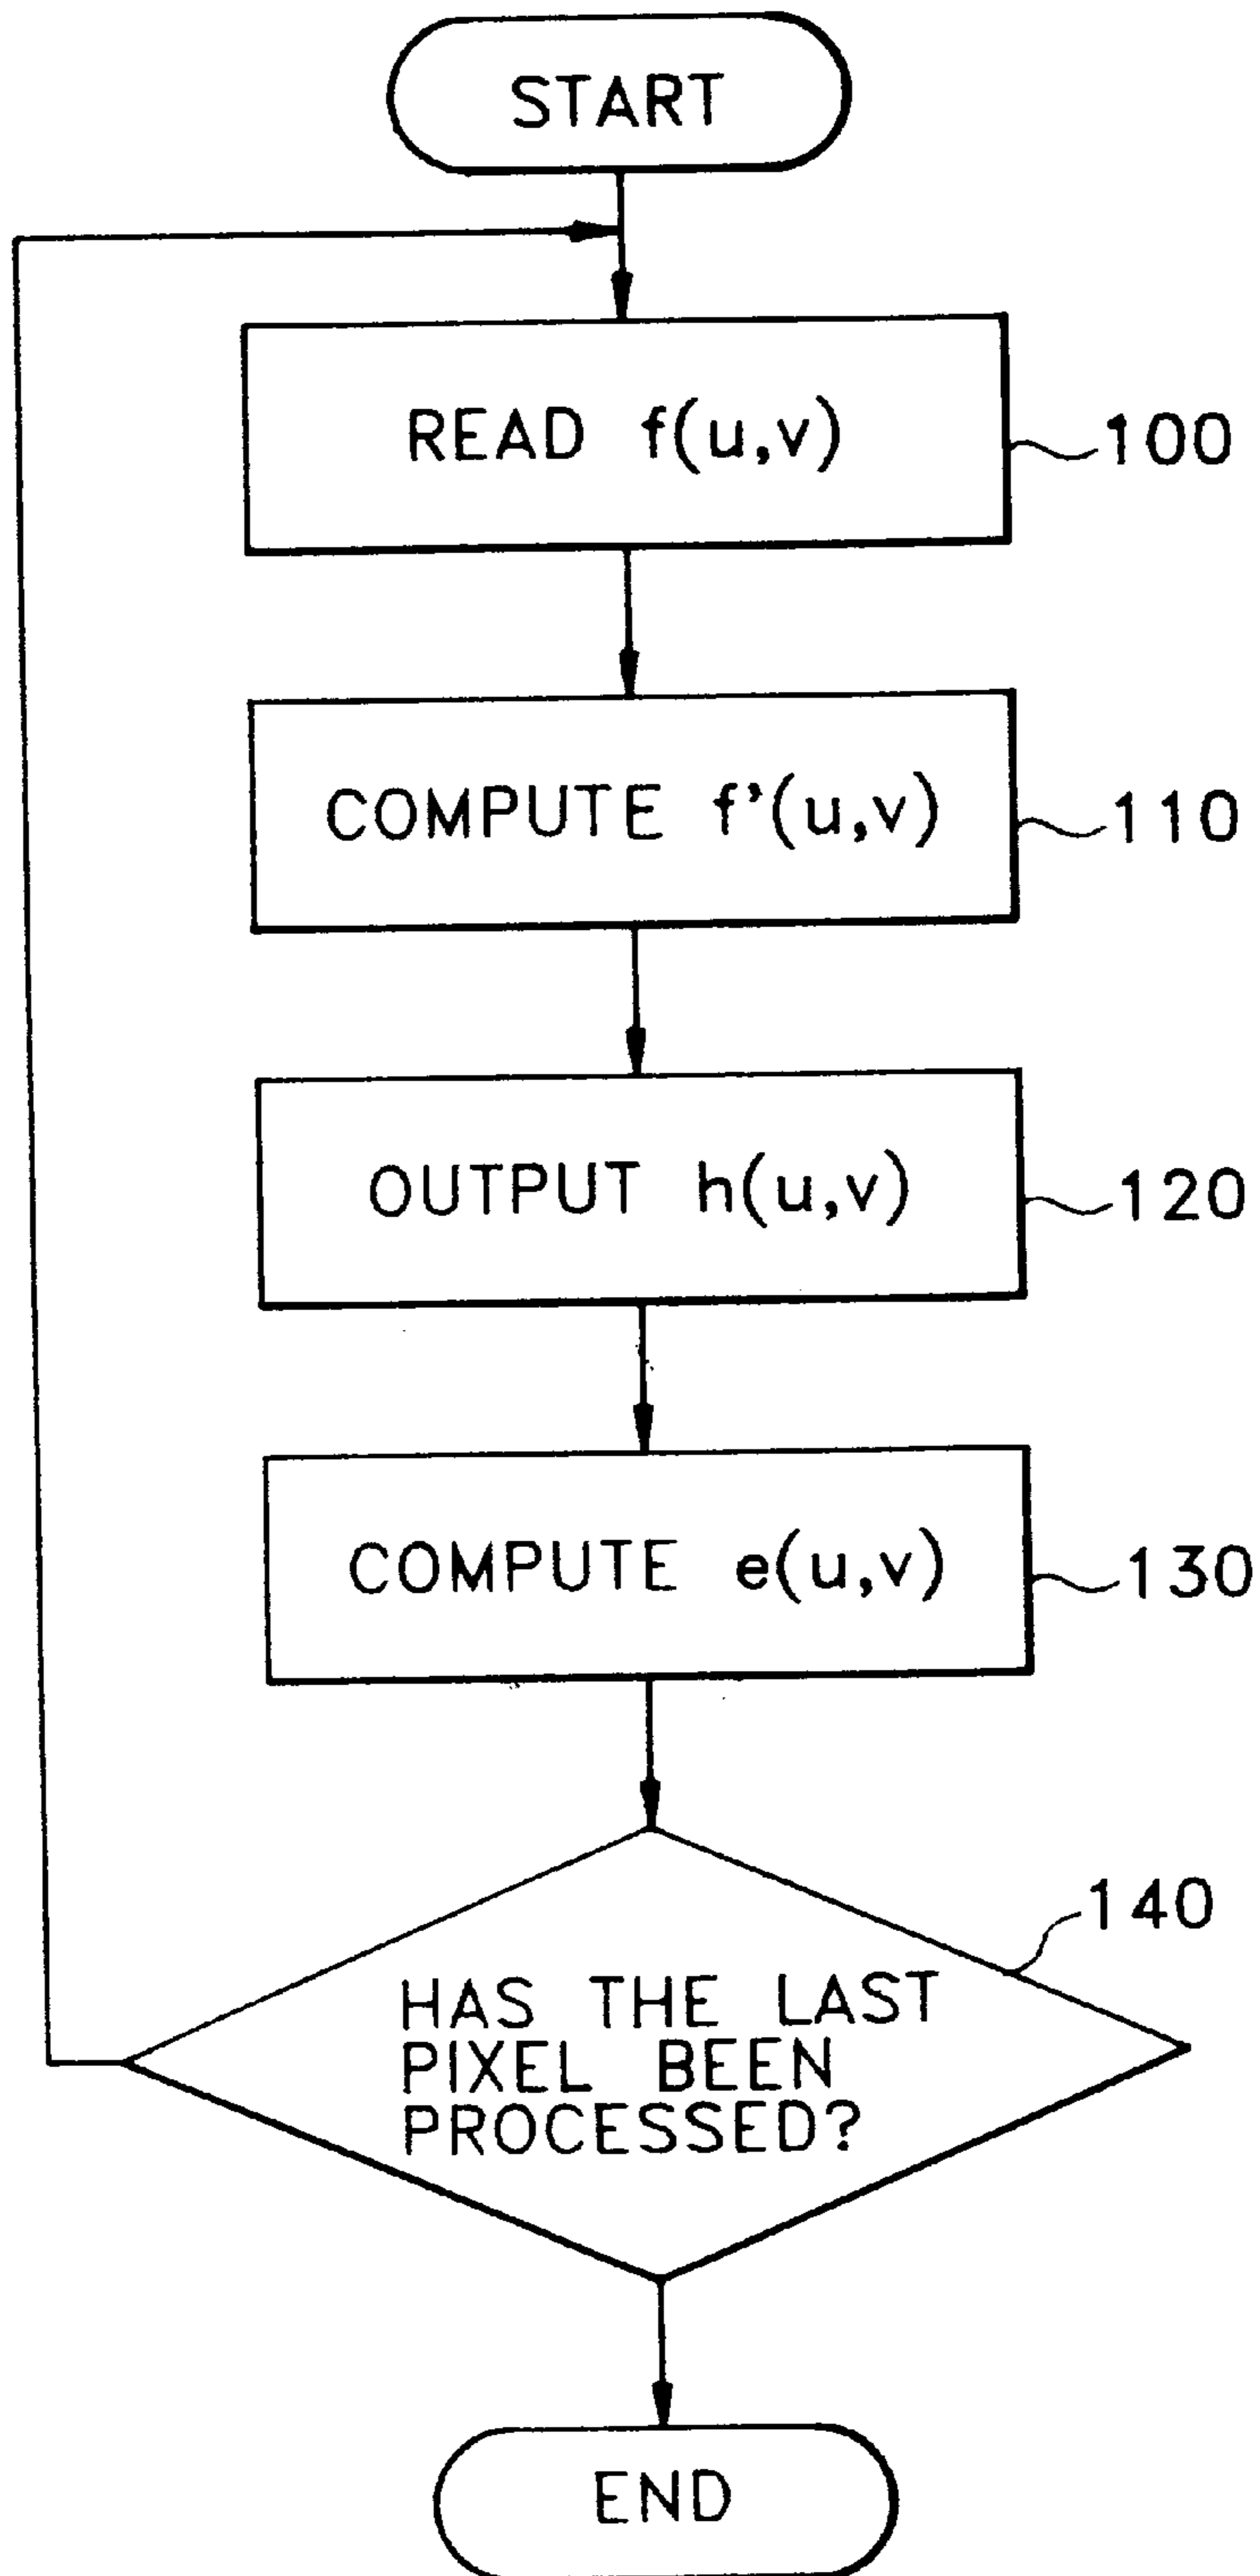 START
READ f(u,v)
100
COMPUTE f'(u,v)
110
OUTPUT h(u,v)
120
COMPUTE e(u,v)
130
140
HAS THE LAST
PIXEL BEEN
PROCESSED?
END